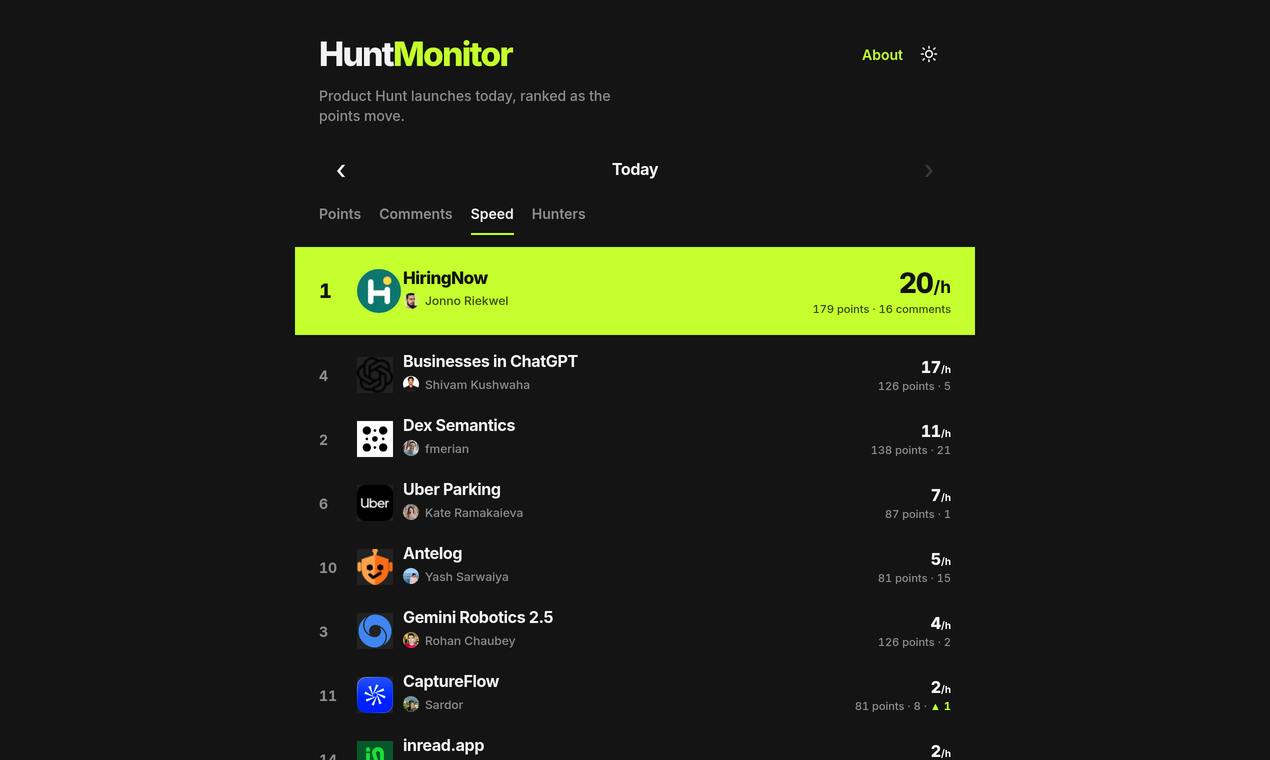 HuntMonitor
About
Product Hunt launches today, ranked as the
points move.
‹ Today ›
Points Comments Speed Hunters
1 HiringNow 20/h
Jonno Riekwel 179 points · 16 comments
4 Businesses in ChatGPT 17/h
Shivam Kushwaha 126 points · 5
2 Dex Semantics 11/h
fmerian 138 points · 21
6 Uber Uber Parking 7/h
Kate Ramakaieva 87 points · 1
10 Antelog 5/h
Yash Sarwaiya 81 points · 15
3 Gemini Robotics 2.5 4/h
Rohan Chaubey 126 points · 2
11 CaptureFlow 2/h
Sardor 81 points · 8 · ▲ 1
14 inread.app 2/h